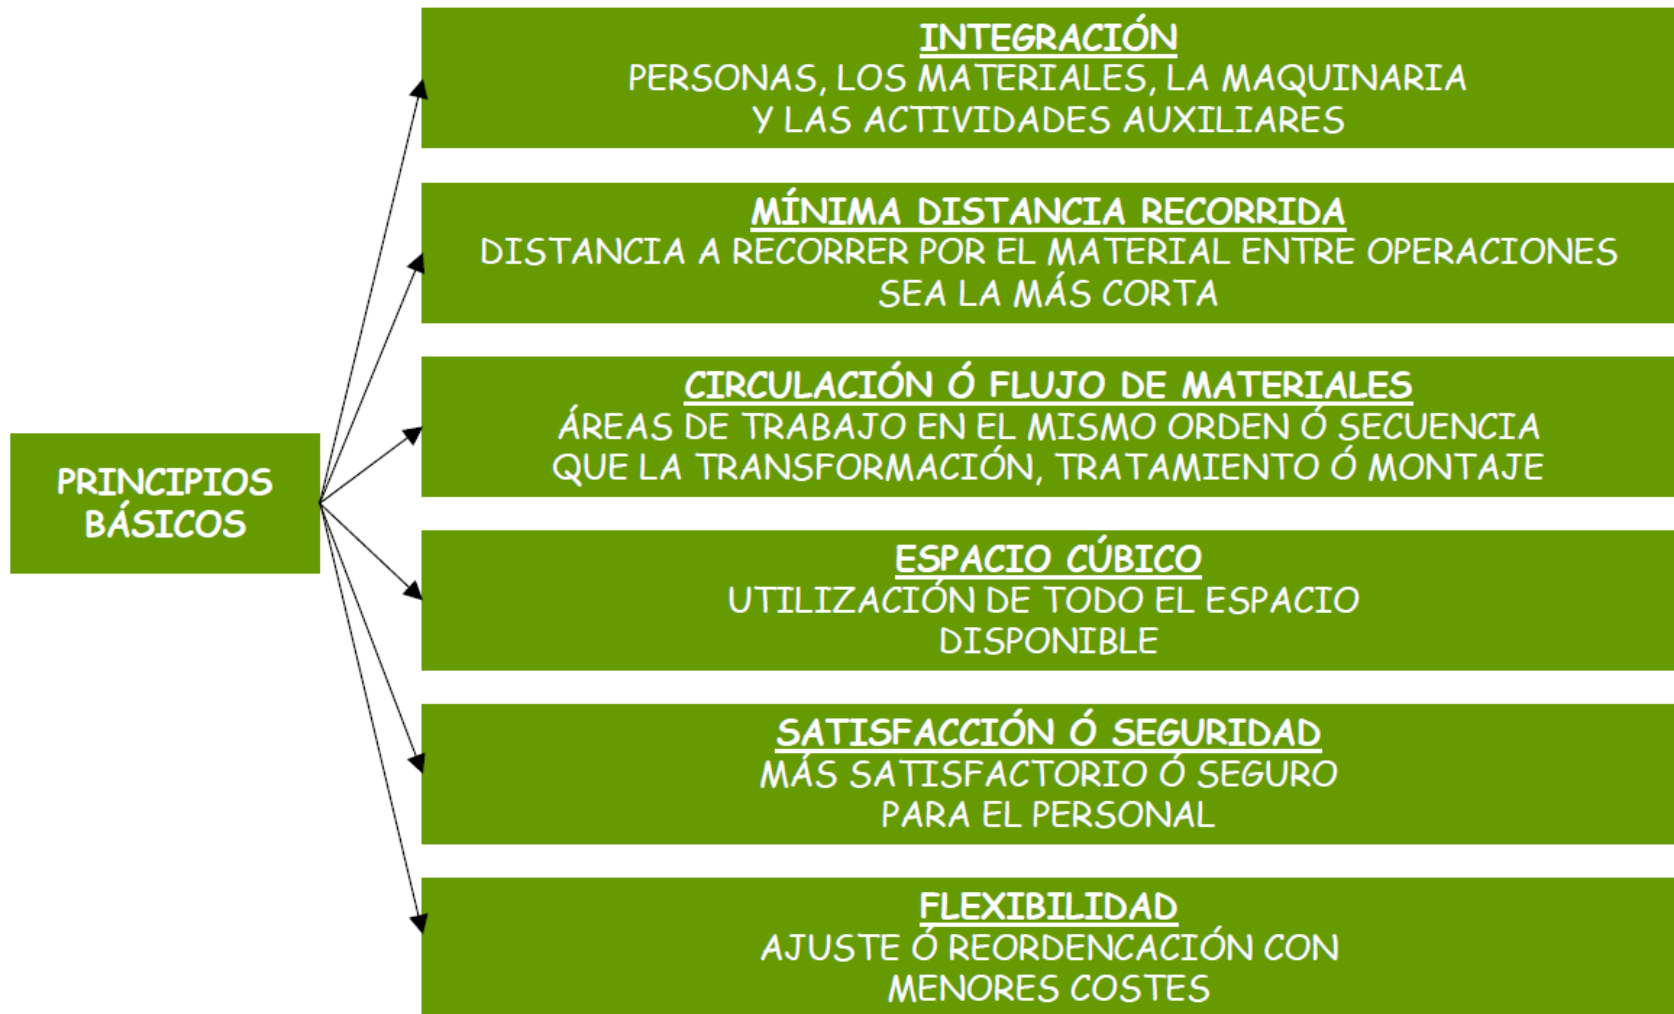 PRINCIPIOS
BÁSICOS
INTEGRACIÓN
PERSONAS, LOS MATERIALES, LA MAQUINARIA
Y LAS ACTIVIDADES AUXILIARES
MÍNIMA DISTANCIA RECORRIDA
DISTANCIA A RECORRER POR EL MATERIAL ENTRE OPERACIONES
SEA LA MÁS CORTA
CIRCULACIÓN Ó FLUJO DE MATERIALES
ÁREAS DE TRABAJO EN EL MISMO ORDEN Ó SECUENCIA
QUE LA TRANSFORMACIÓN, TRATAMIENTO Ó MONTAJE
ESPACIO CÚBICO
UTILIZACIÓN DE TODO EL ESPACIO
DISPONIBLE
SATISFACCIÓN Ó SEGURIDAD
MÁS SATISFACTORIO Ó SEGURO
PARA EL PERSONAL
FLEXIBILIDAD
AJUSTE Ó REORDENCACIÓN CON
MENORES COSTES